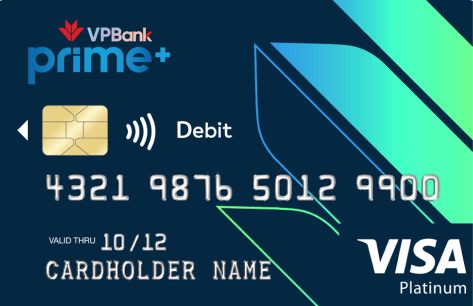 VPBank
prime+
Debit
4321 9876 5012 9900
VALID THRU 10/12
CARDHOLDER NAME
VISA
Platinum